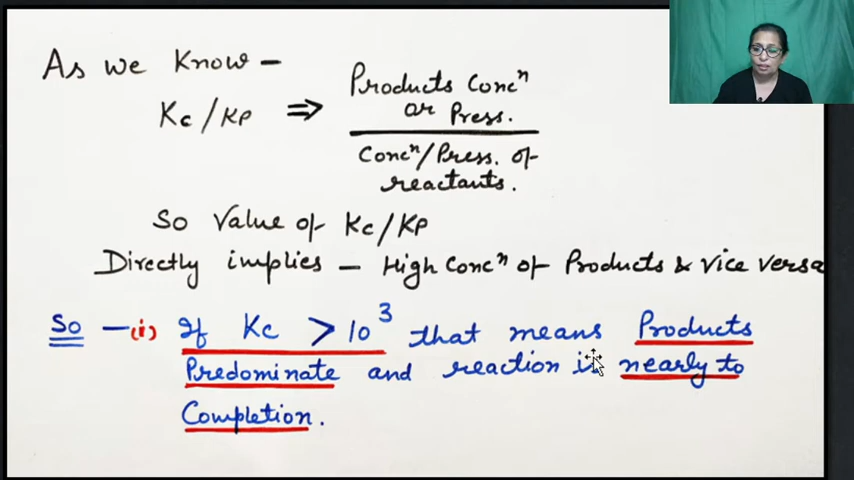 As we know -
Kc/KP ⇒ Products Concⁿ
or Press.
Concⁿ/Press. of
reactants.
So Value of Kc/KP
Directly implies - High Concⁿ of Products & vice versa
So - (i) If Kc > 10³ that means Products
Predominate and reaction is nearly to
Completion.